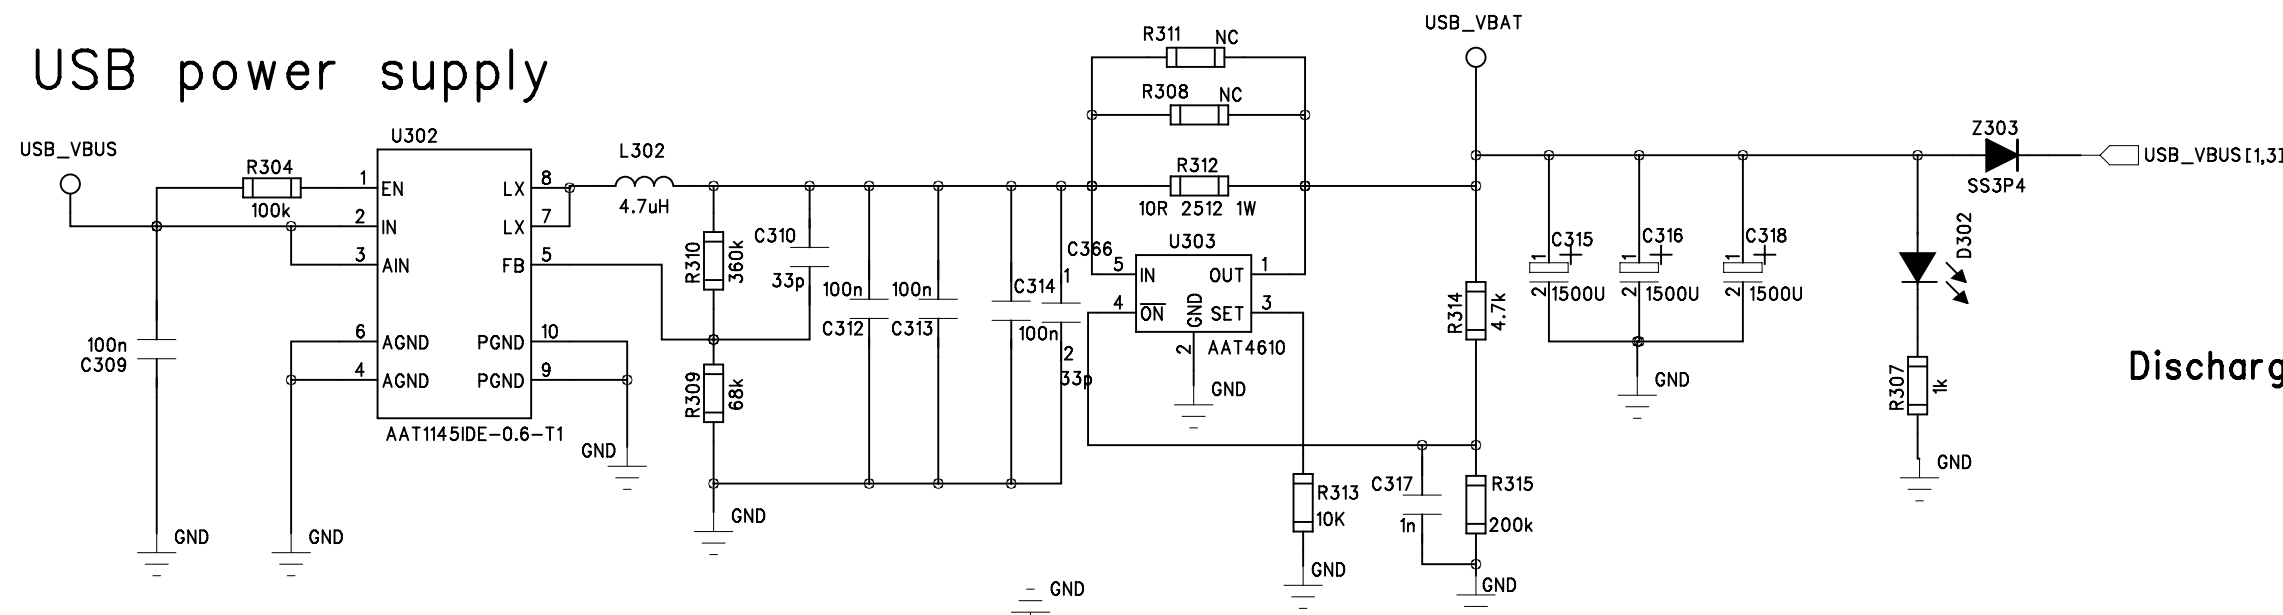 USB power supply
USB_VBUS
R304
100k
100n
C309
GND
GND
U302
1
EN
2
IN
3
AIN
6
AGND
4
AGND
LX
8
LX
7
FB
5
PGND
10
PGND
9
AAT1145IDE-0.6-T1
GND
L302
4.7uH
R310
360k
R309
68k
GND
C310
33p
100n
C312
100n
C313
C314
100n
C366
1
2
33p
R311
NC
R308
NC
R312
10R 2512 1W
U303
5
IN
OUT
1
4
ON
GND
SET
3
2
AAT4610
GND
R313
10K
GND
USB_VBAT
R314
4.7k
C317
1n
R315
200k
GND
C315
1
2
1500U
C316
1
2
1500U
C318
1
2
1500U
GND
Z303
SS3P4
USB_VBUS[1,3]
D302
R307
1k
GND
Discharg
GND